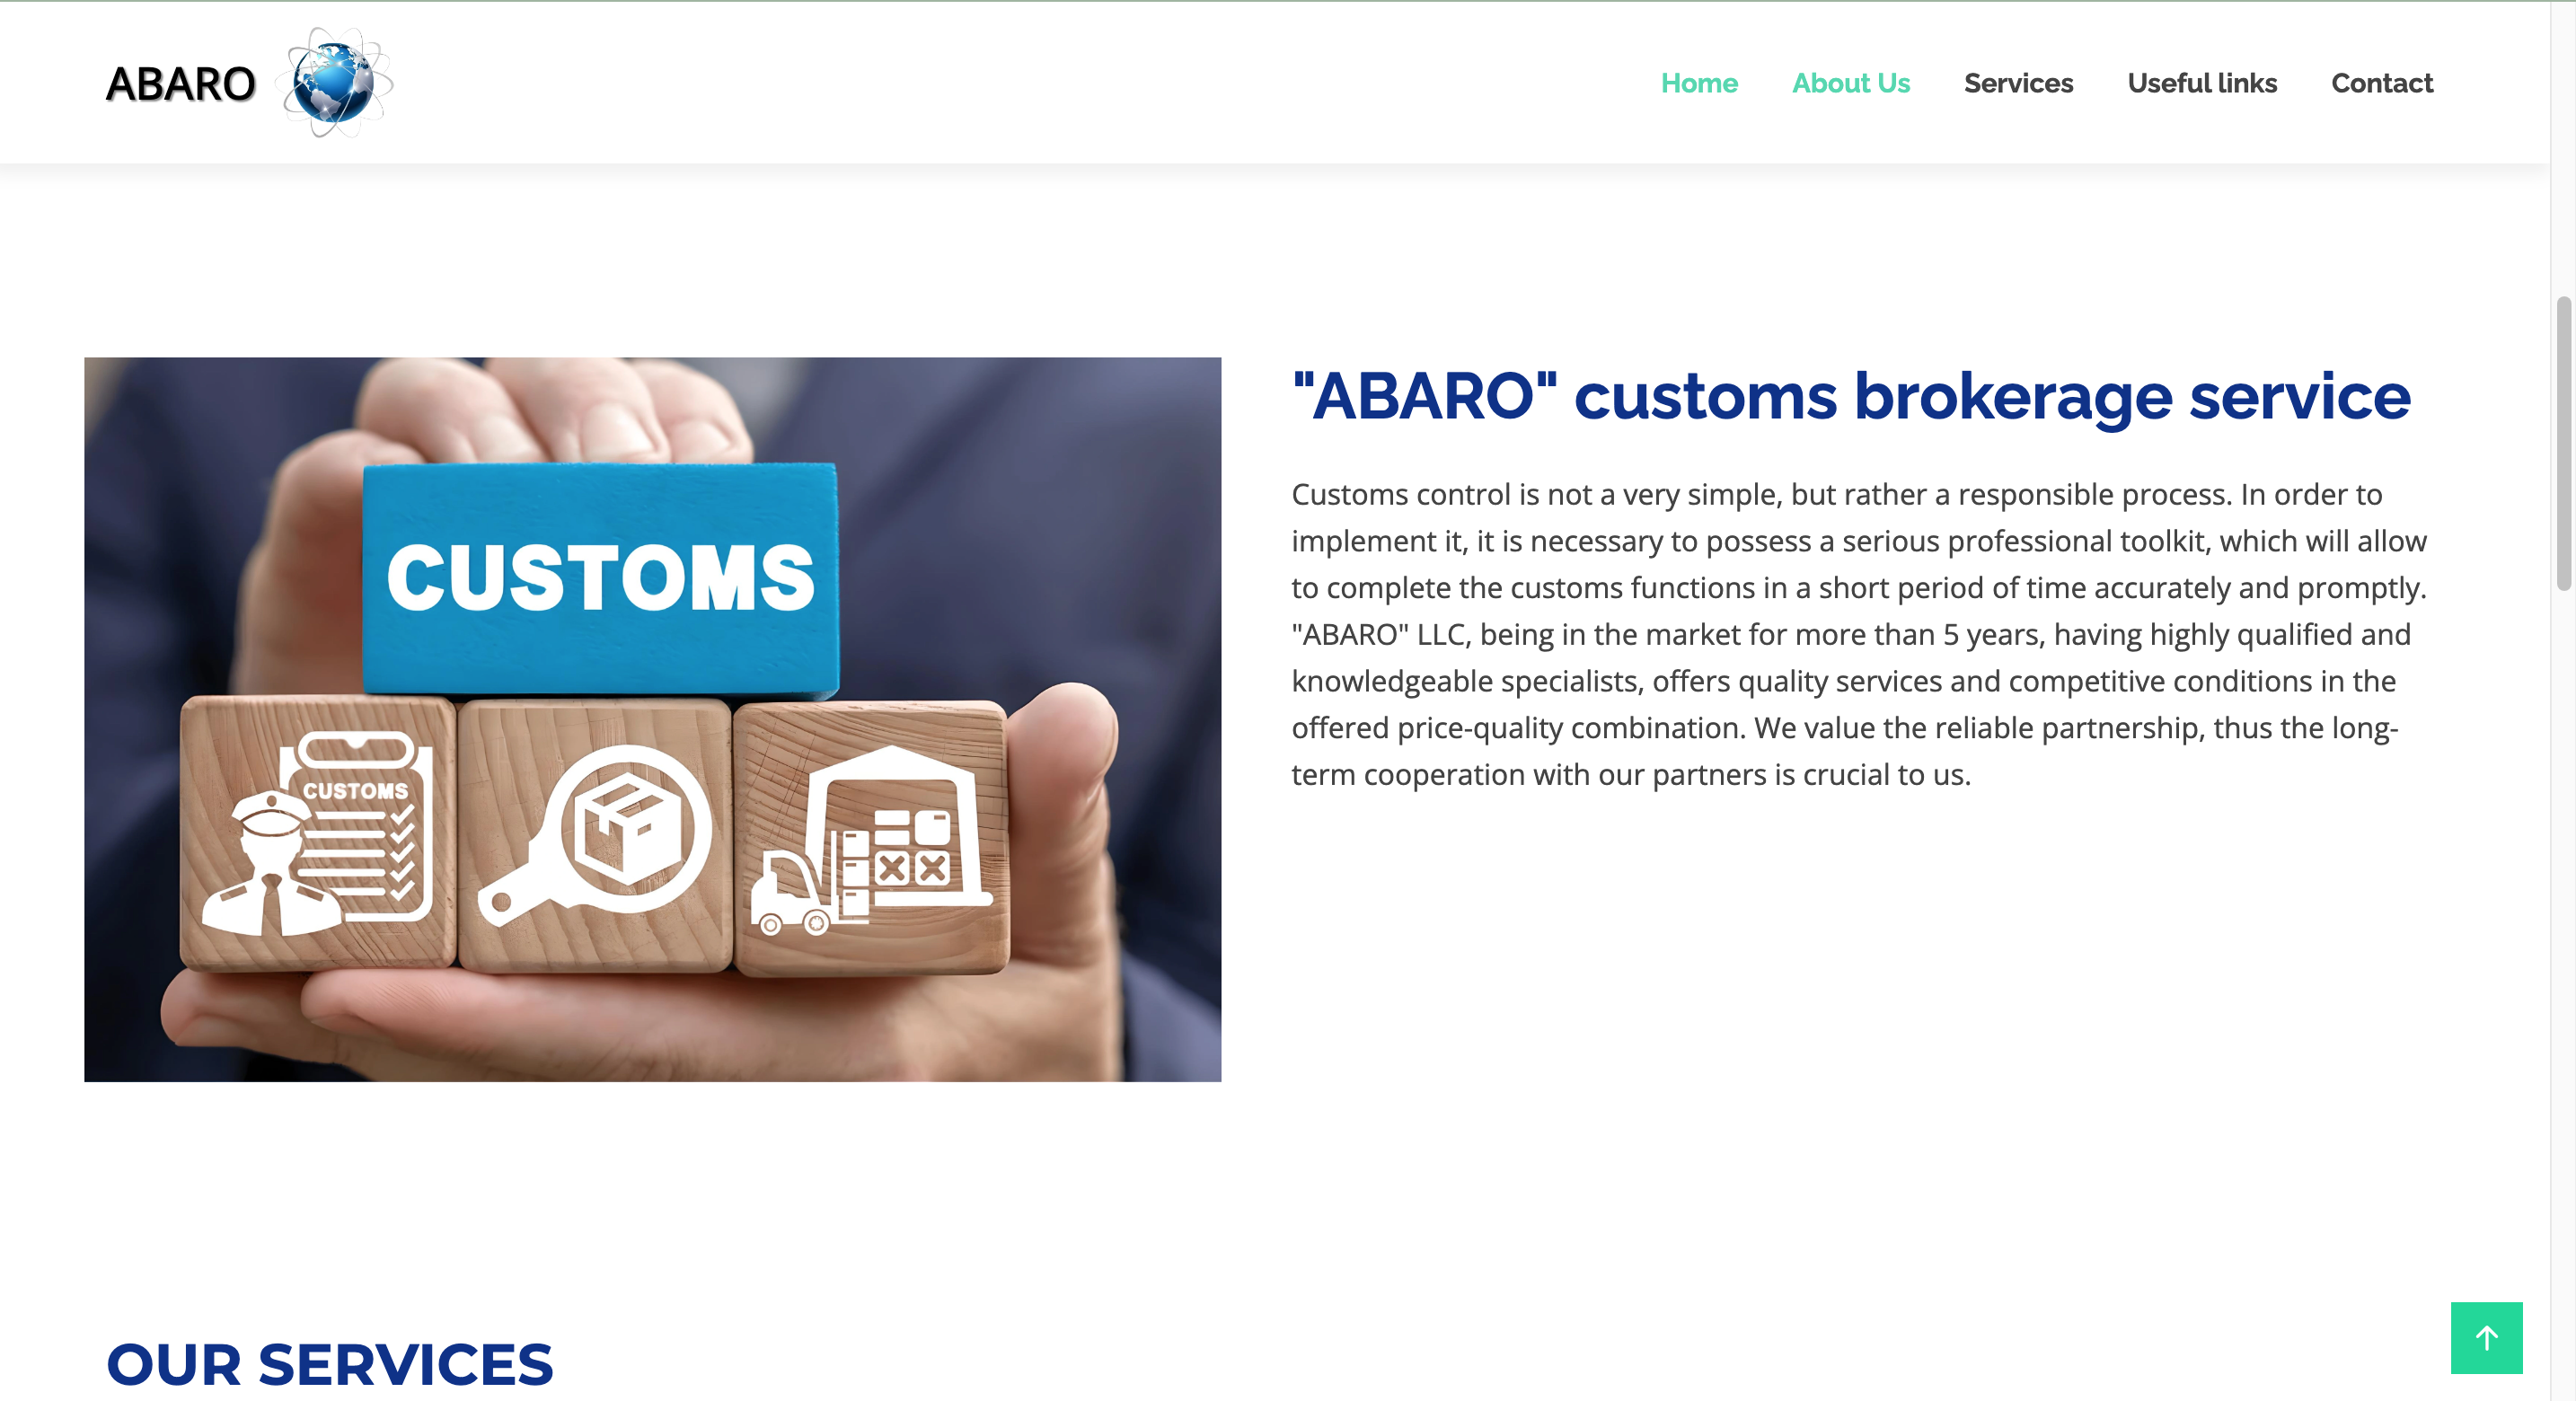 ABARO
Home
About Us
Services
Useful links
Contact
CUSTOMS
CUSTOMS
"ABARO" customs brokerage service
Customs control is not a very simple, but rather a responsible process. In order to
implement it, it is necessary to possess a serious professional toolkit, which will allow
to complete the customs functions in a short period of time accurately and promptly.
"ABARO" LLC, being in the market for more than 5 years, having highly qualified and
knowledgeable specialists, offers quality services and competitive conditions in the
offered price-quality combination. We value the reliable partnership, thus the long-
term cooperation with our partners is crucial to us.
OUR SERVICES